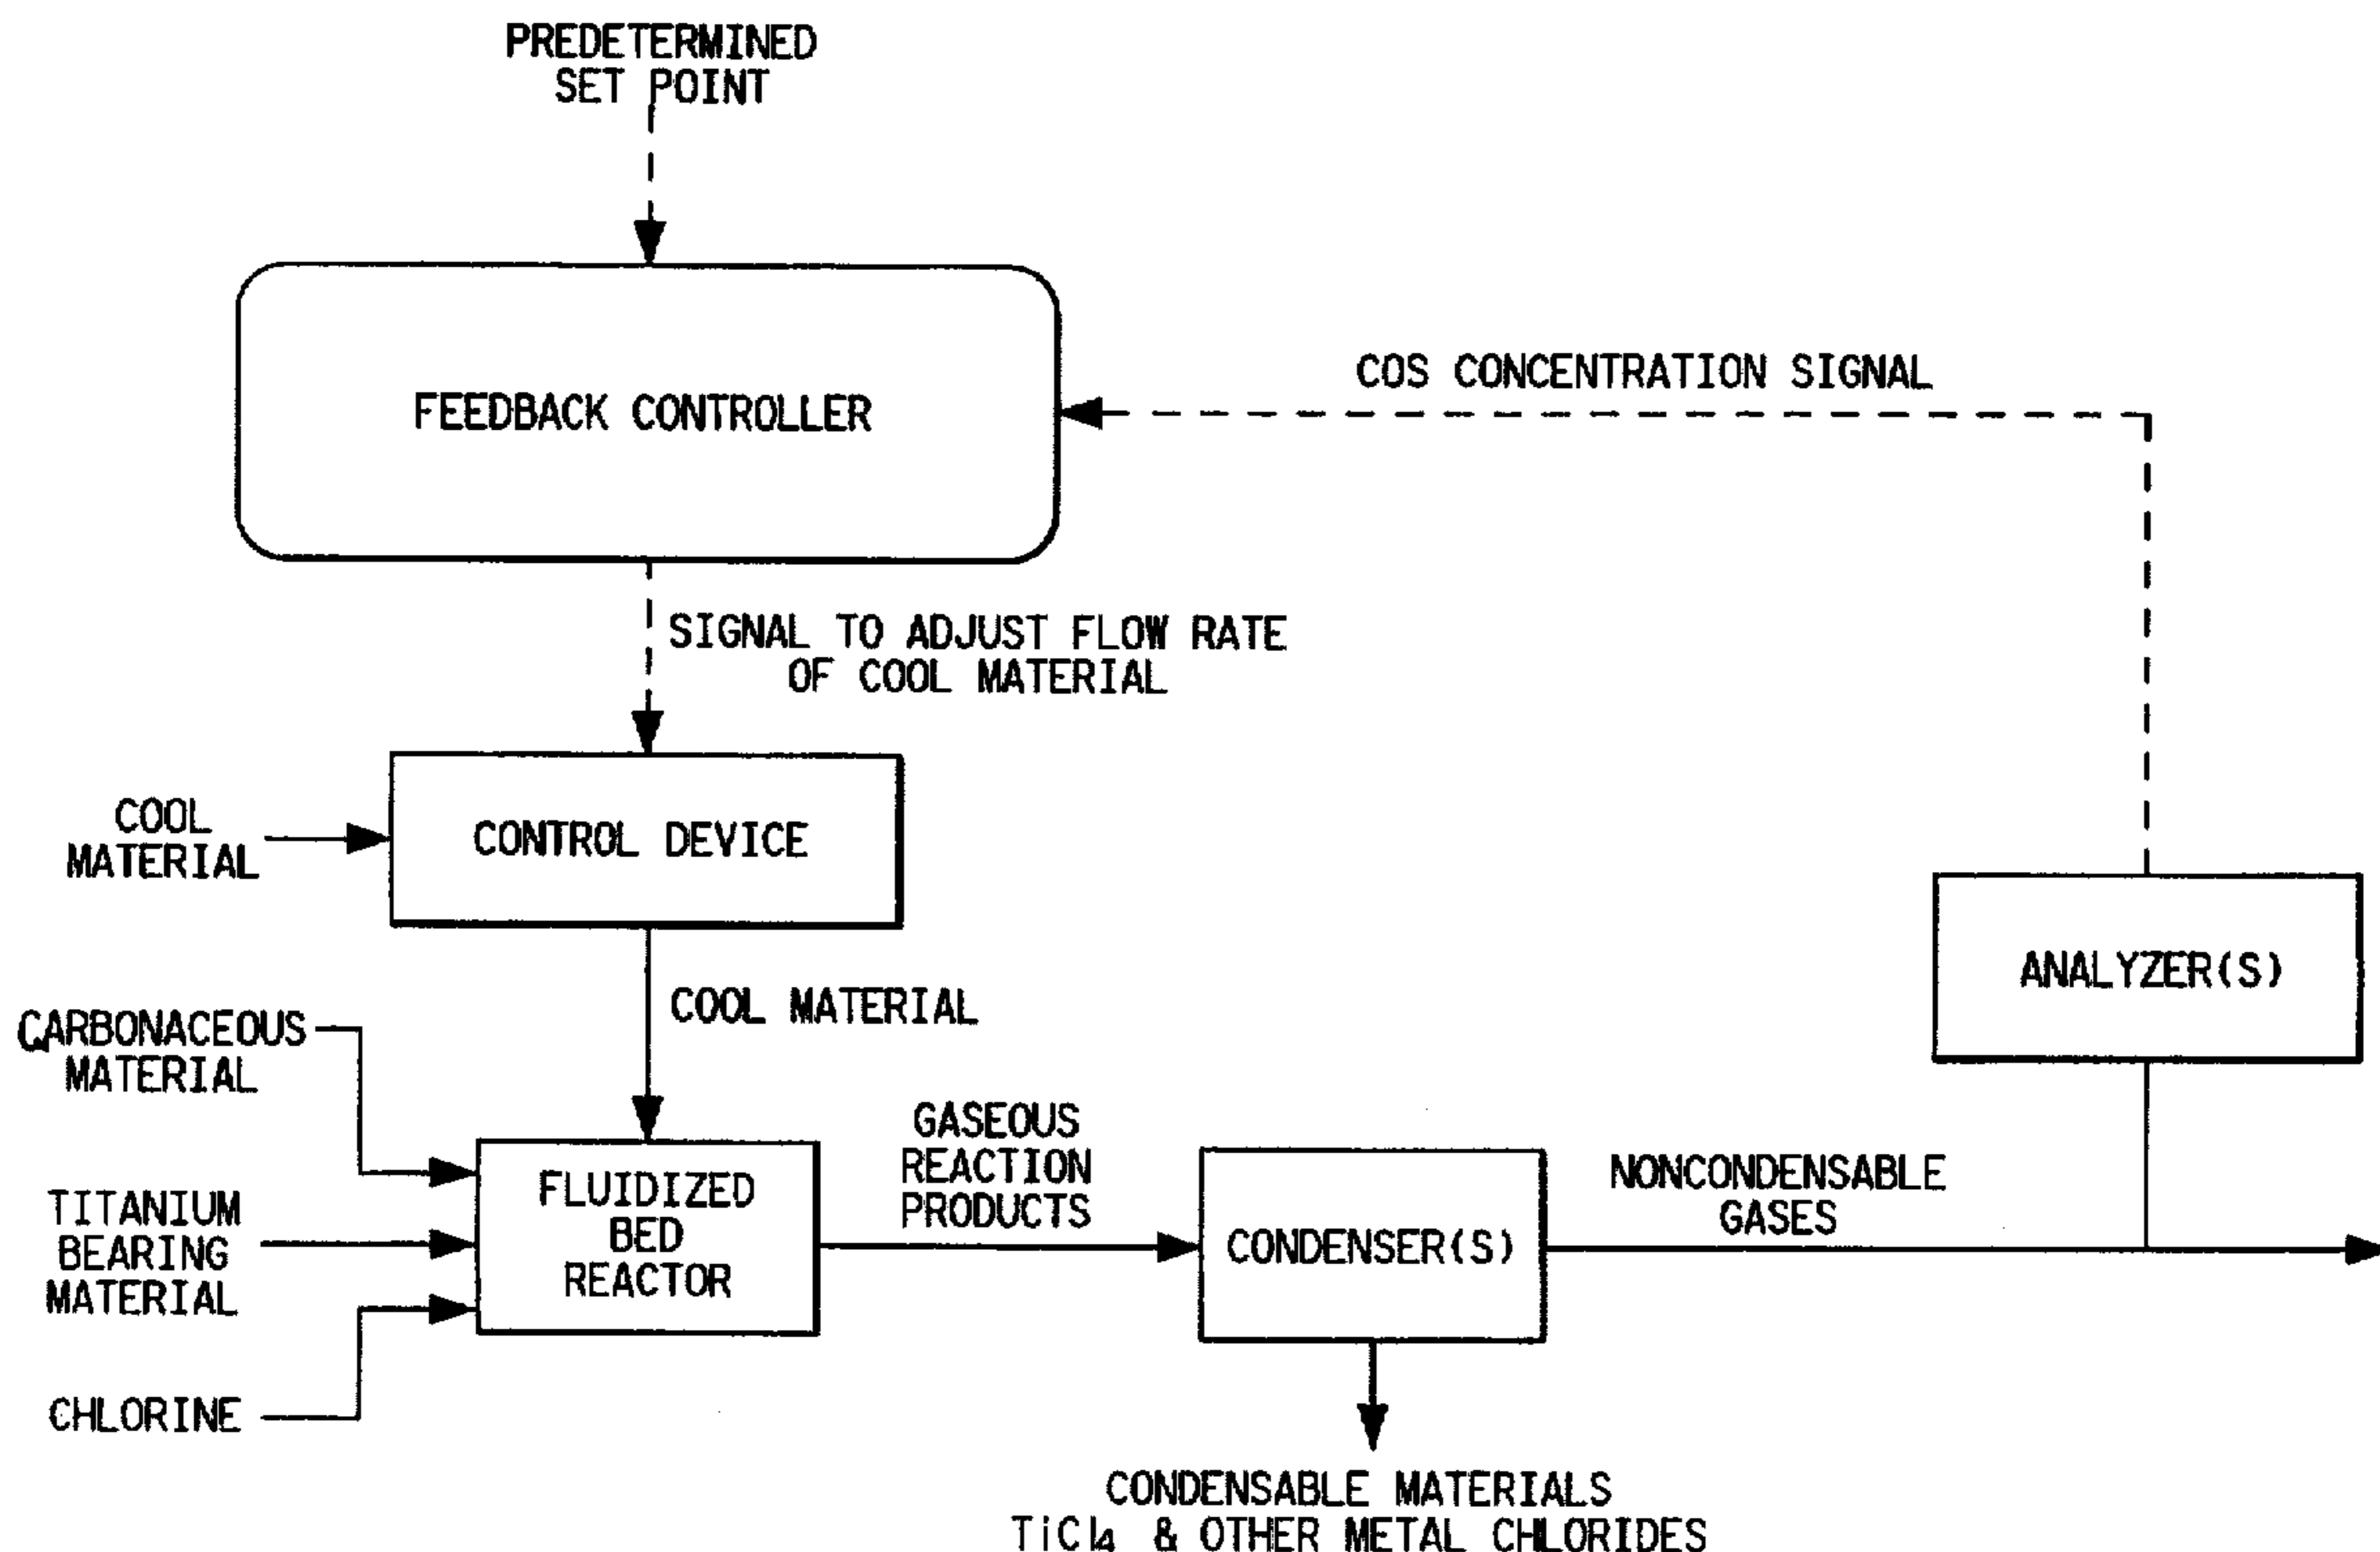 PREDETERMINED
SET POINT
FEEDBACK CONTROLLER
COS CONCENTRATION SIGNAL
SIGNAL TO ADJUST FLOW RATE
OF COOL MATERIAL
COOL
MATERIAL
CONTROL DEVICE
ANALYZER(S)
COOL MATERIAL
CARBONACEOUS
MATERIAL
TITANIUM
BEARING
MATERIAL
CHLORINE
FLUIDIZED
BED
REACTOR
GASEOUS
REACTION
PRODUCTS
CONDENSER(S)
NONCONDENSABLE
GASES
CONDENSABLE MATERIALS
TiCl4 & OTHER METAL CHLORIDES